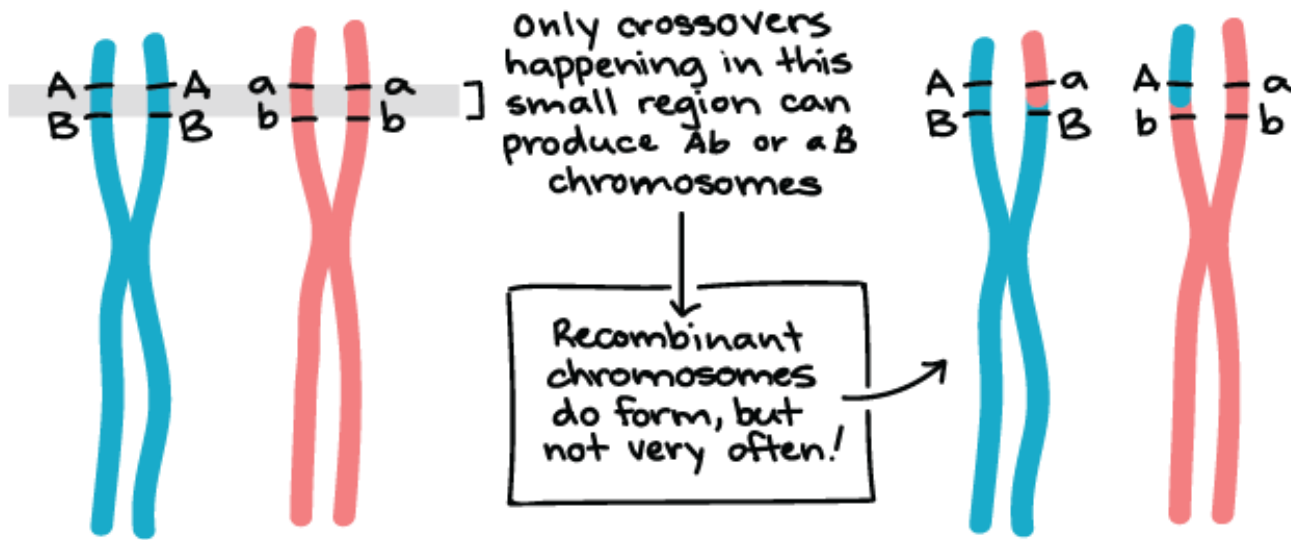 A A a a
B B b b
Only crossovers
happening in this
small region can
produce Ab or aB
chromosomes
Recombinant
chromosomes
do form, but
not very often!
A a A a
B B b b